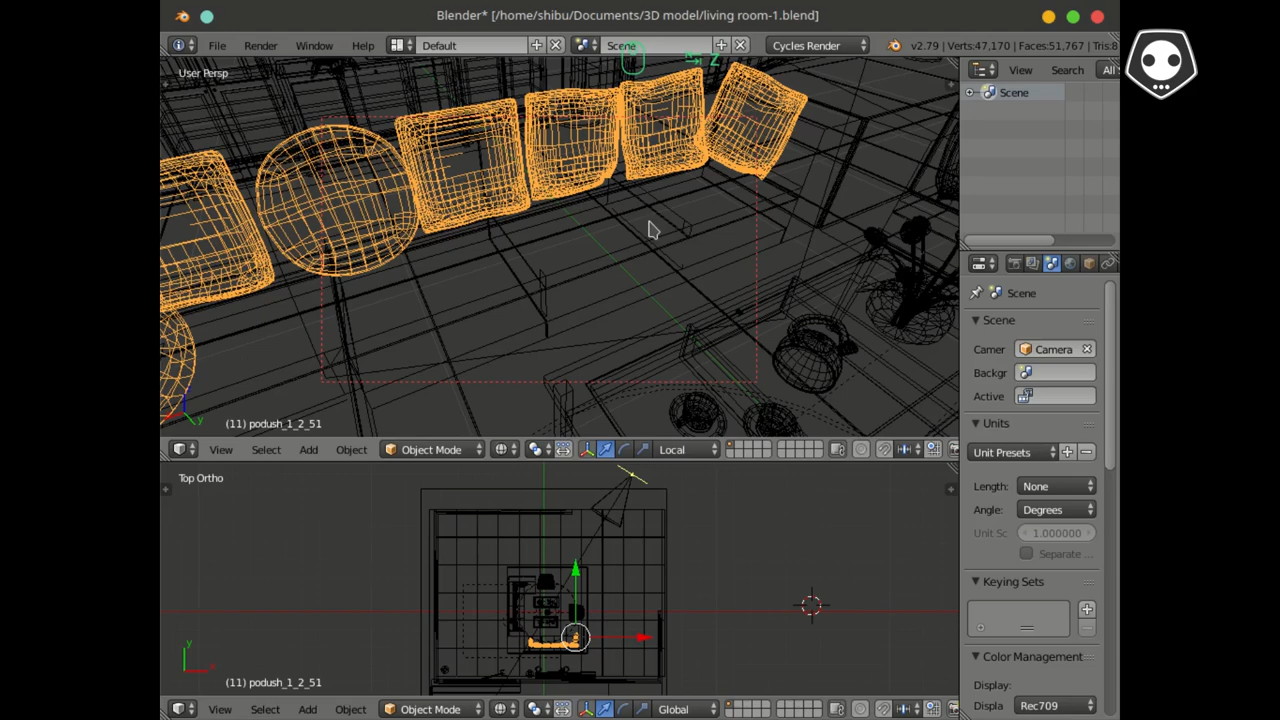 Blender* [/home/shibu/Documents/3D model/living room-1.blend]
File Render Window Help Default Scene Cycles Render v2.79 | Verts:47,170 | Faces:51,767 | Tris:8
Z
User Persp
View Search All
Scene
Scene
Scene
Camer Camera
Backgr
Active
Units
Unit Presets
Length: None
Angle: Degrees
Unit Sc 1.000000
Separate ...
Keying Sets
Color Management
Display:
Displa Rec709
y
(11) podush_1_2_51
View Select Add Object Object Mode Local
Top Ortho
y
(11) podush_1_2_51
View Select Add Object Object Mode Global